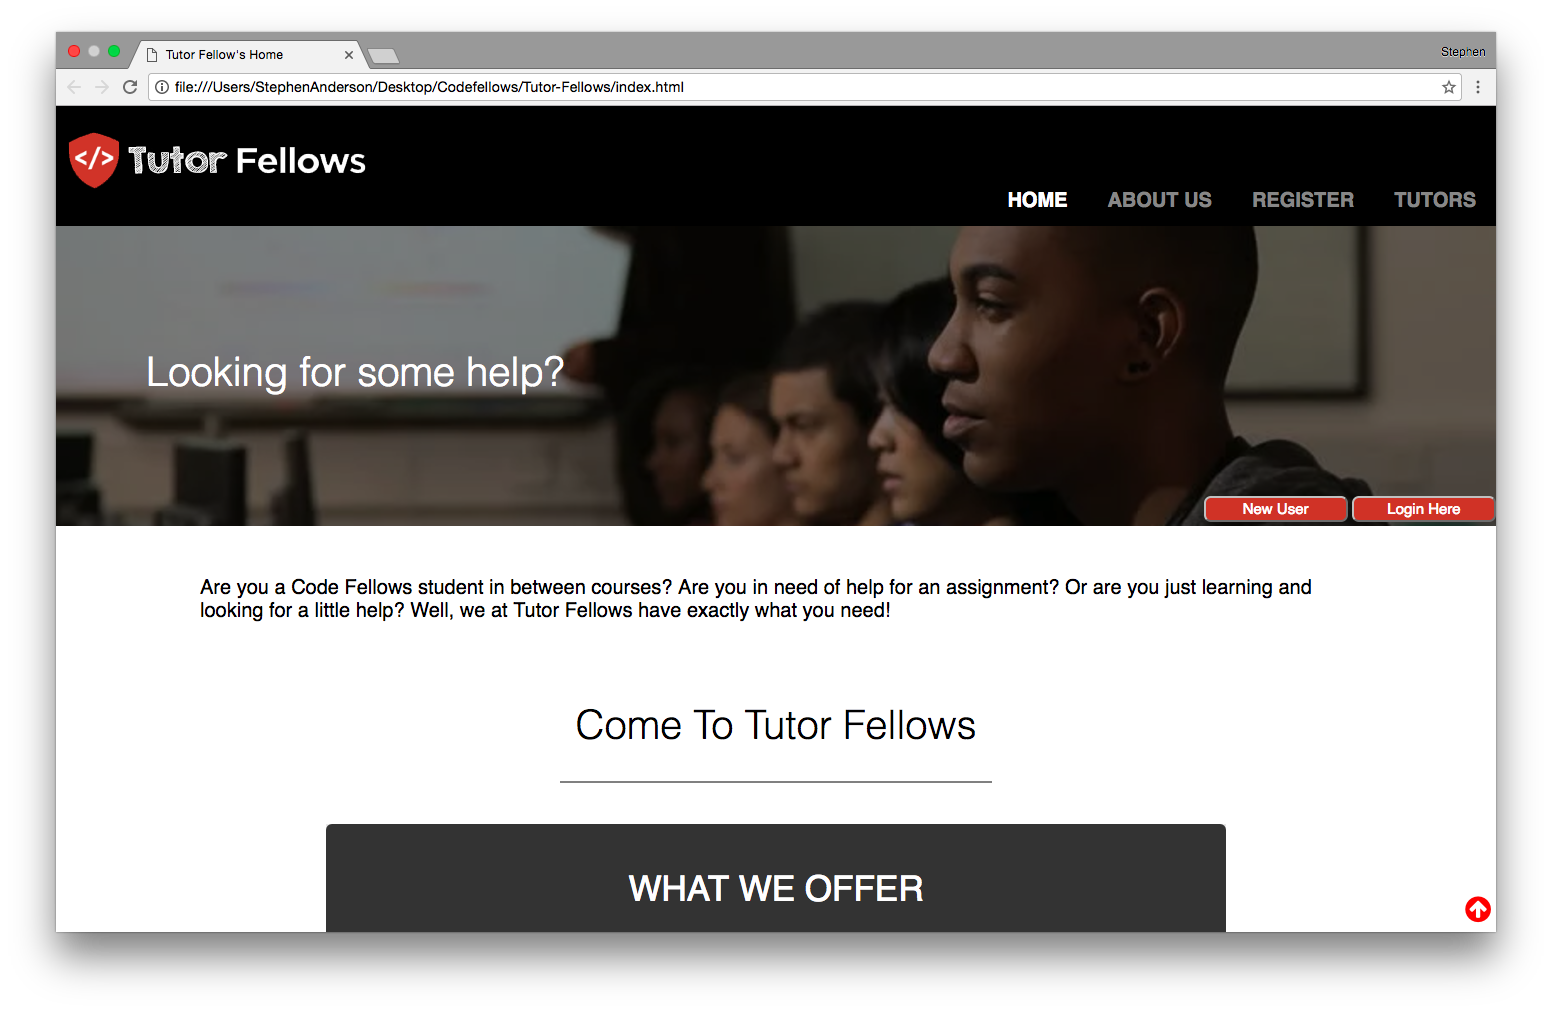 Tutor Fellow's Home
Stephen
file:///Users/StephenAnderson/Desktop/Codefellows/Tutor-Fellows/index.html
</> Tutor Fellows
HOME ABOUT US REGISTER TUTORS
Looking for some help?
New User Login Here
Are you a Code Fellows student in between courses? Are you in need of help for an assignment? Or are you just learning and
looking for a little help? Well, we at Tutor Fellows have exactly what you need!
Come To Tutor Fellows
WHAT WE OFFER